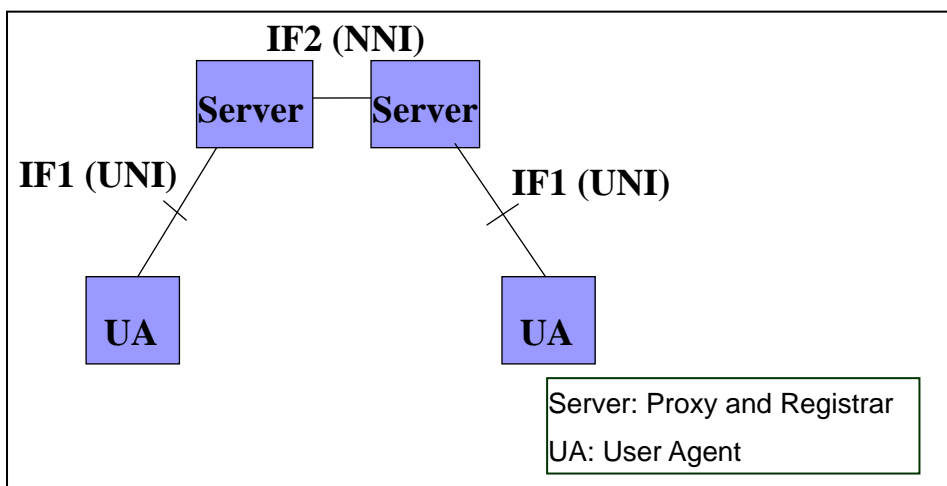 IF2 (NNI)
Server
Server
IF1 (UNI)
IF1 (UNI)
UA
UA
Server: Proxy and Registrar
UA: User Agent